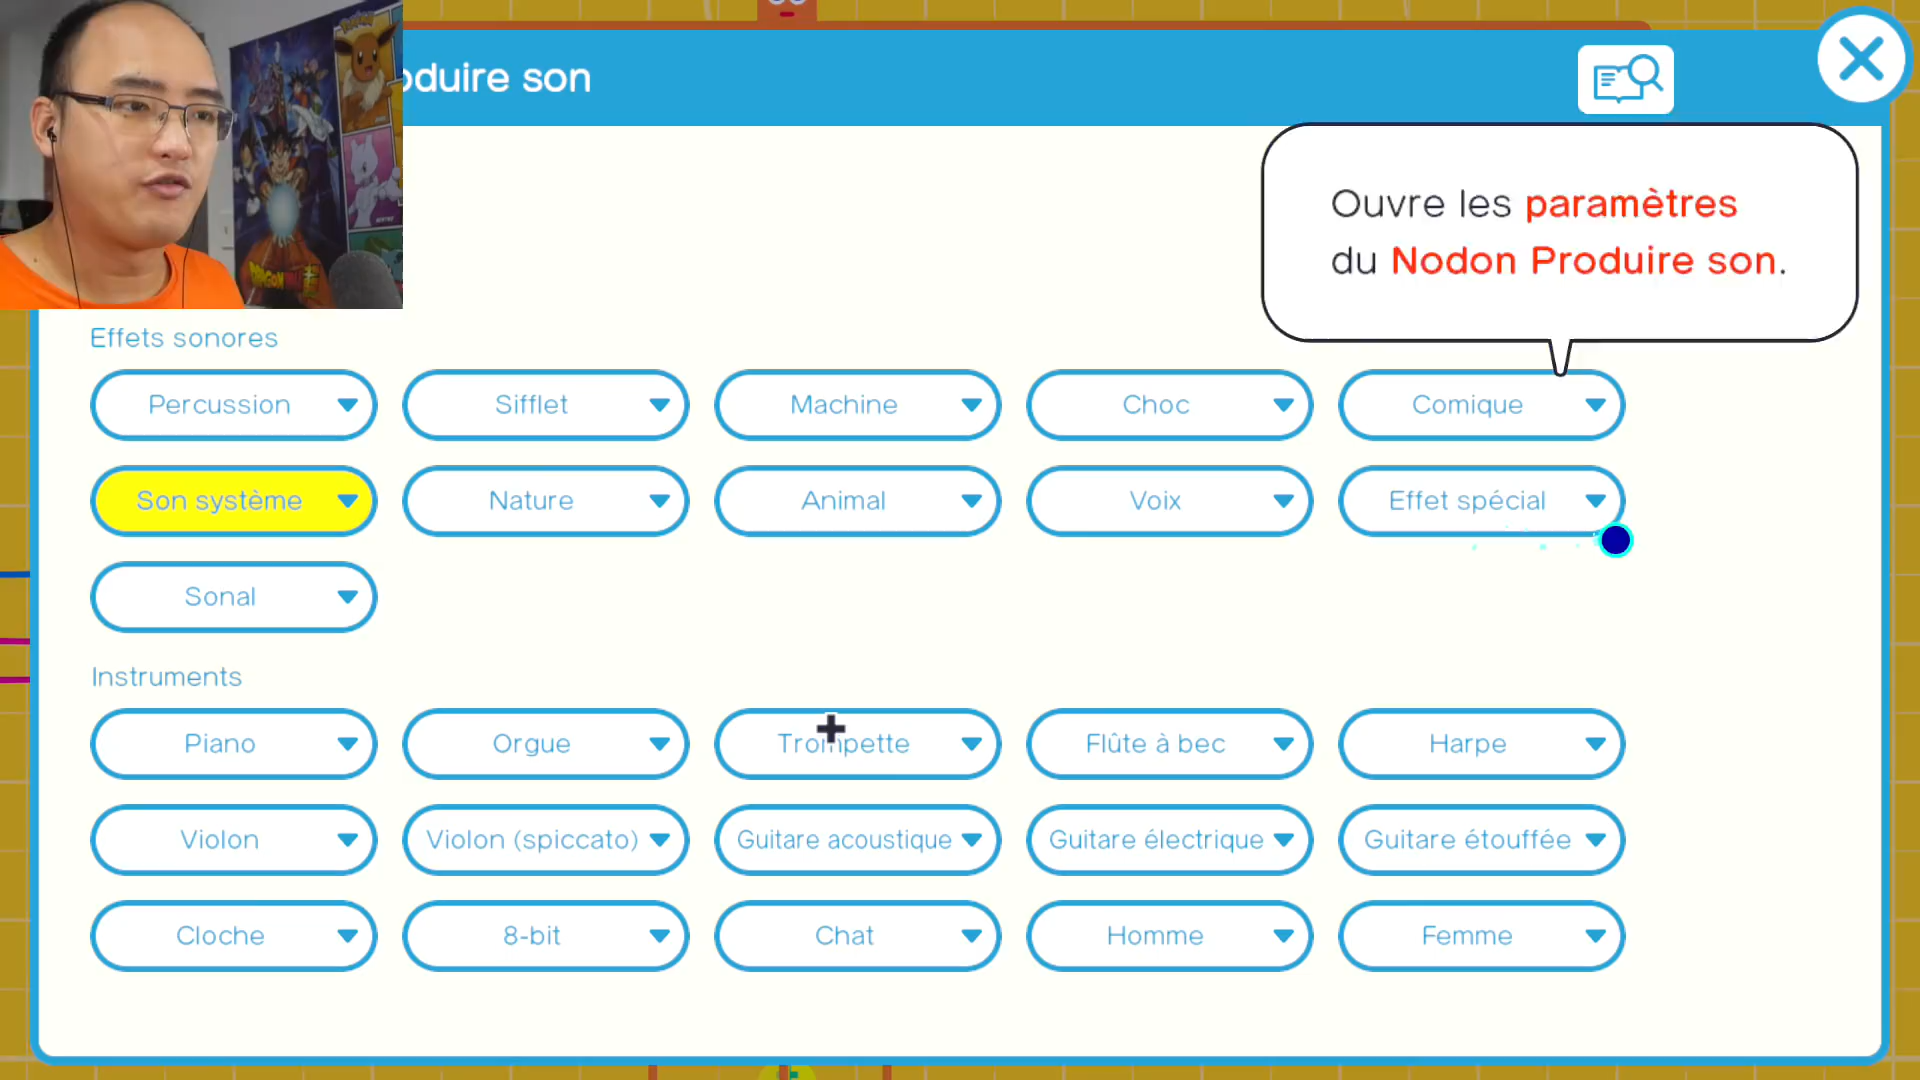 oduire son
Ouvre les paramètres
du Nodon Produire son.
Effets sonores
Percussion Sifflet Machine Choc Comique
Son système Nature Animal Voix Effet spécial
Sonal
Instruments
Piano Orgue Trompette Flûte à bec Harpe
Violon Violon (spiccato) Guitare acoustique Guitare électrique Guitare étouffée
Cloche 8-bit Chat Homme Femme